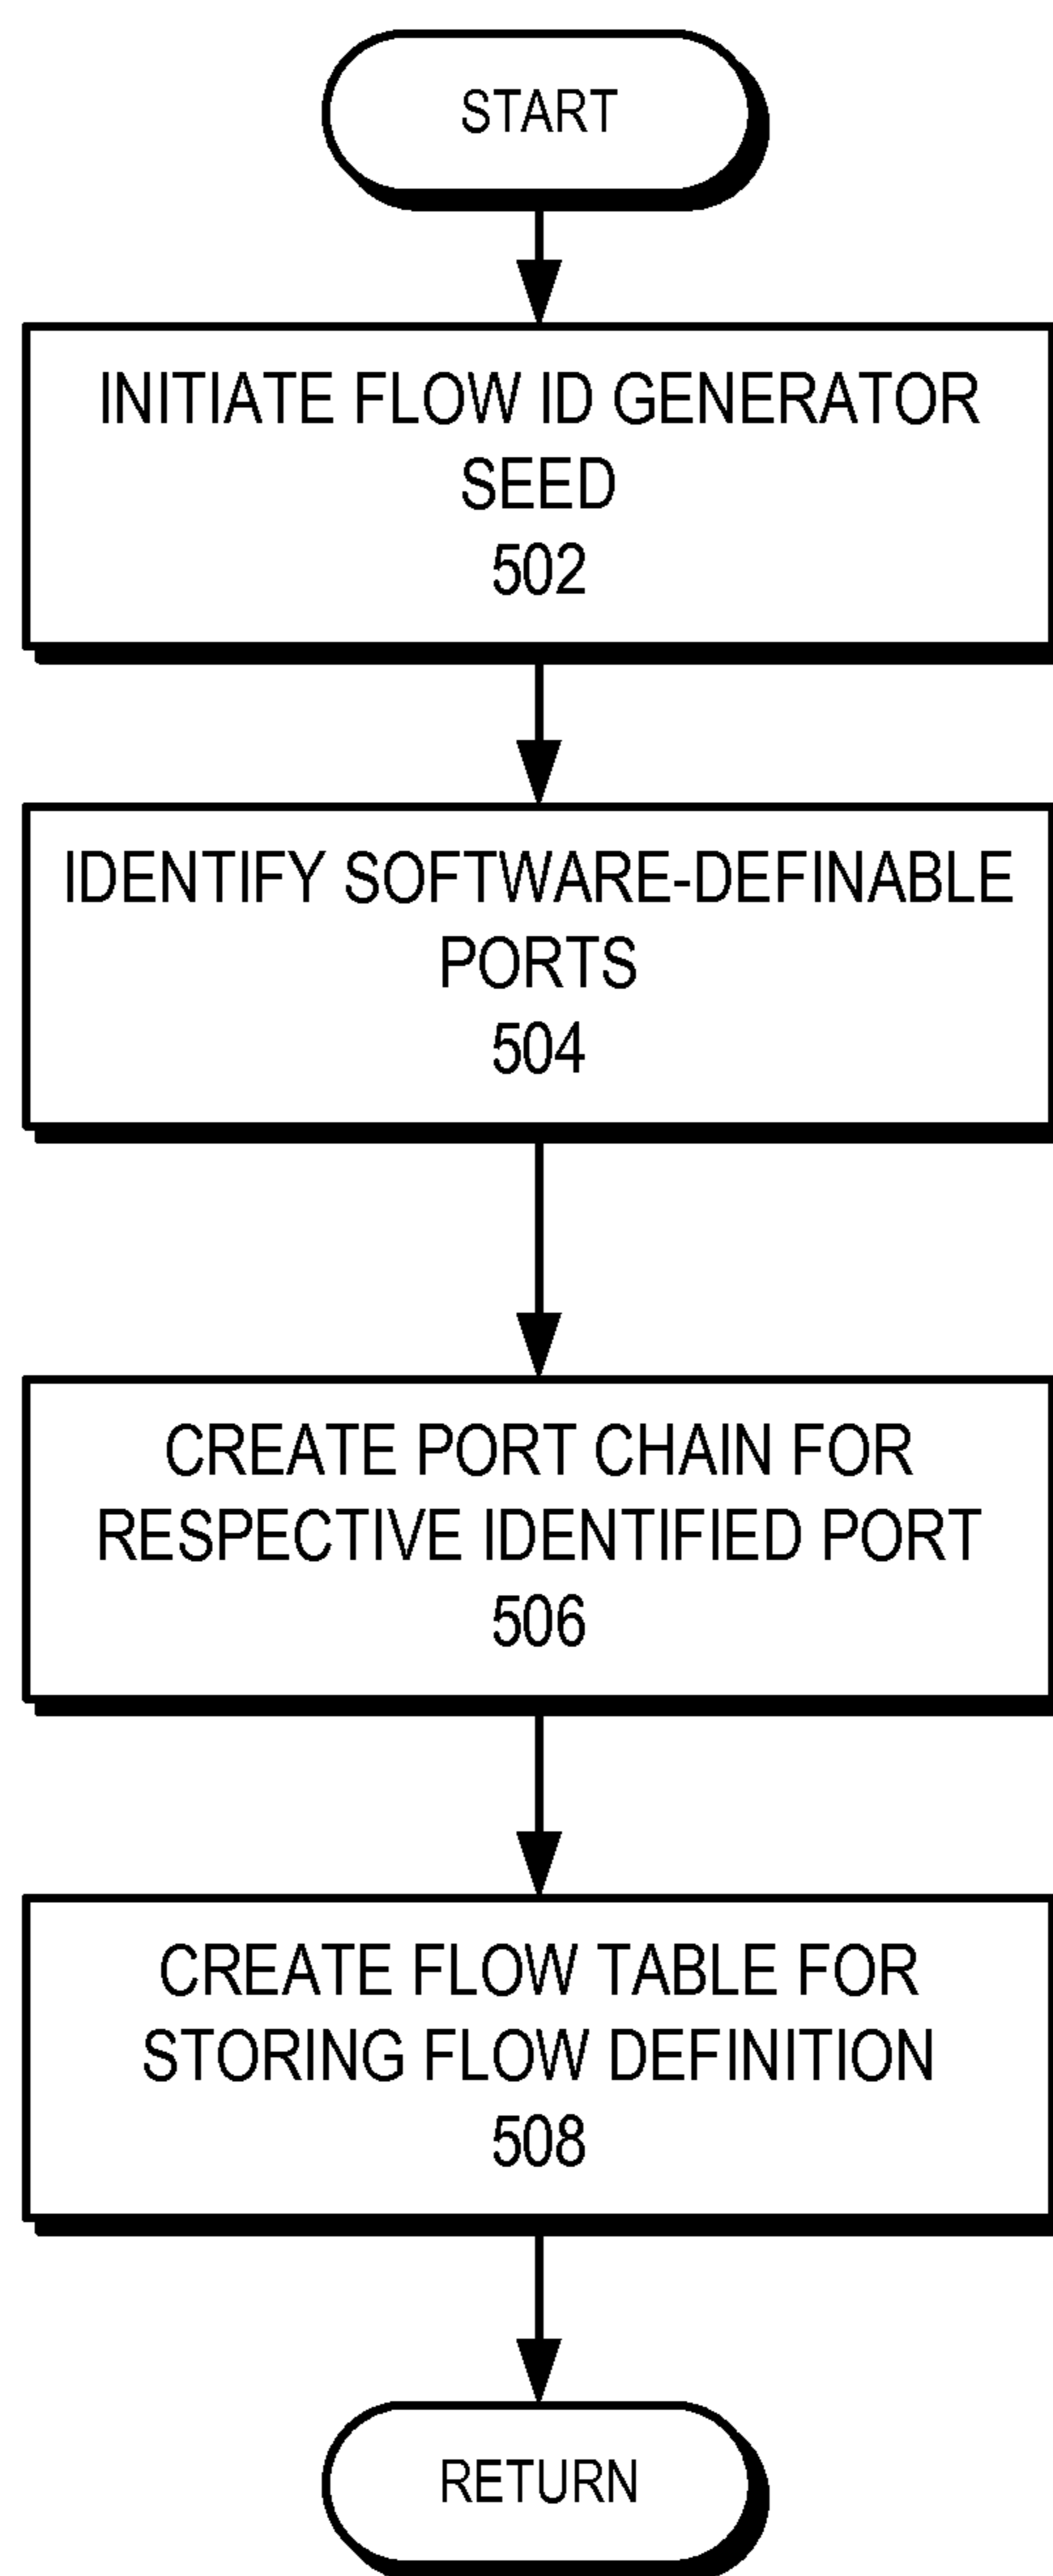 START
INITIATE FLOW ID GENERATOR
SEED
502
IDENTIFY SOFTWARE-DEFINABLE
PORTS
504
CREATE PORT CHAIN FOR
RESPECTIVE IDENTIFIED PORT
506
CREATE FLOW TABLE FOR
STORING FLOW DEFINITION
508
RETURN